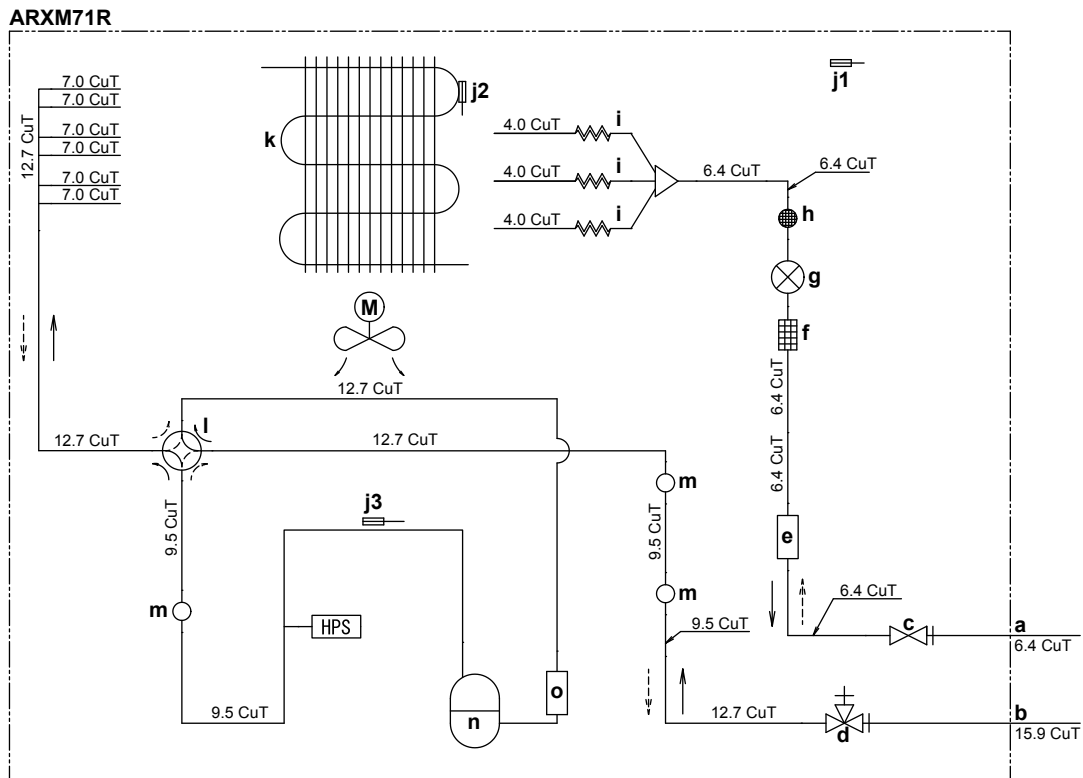 ARXM71R
7.0 CuT
7.0 CuT
7.0 CuT
7.0 CuT
7.0 CuT
7.0 CuT
12.7 CuT
k
j2
j1
4.0 CuT
i
4.0 CuT
i
4.0 CuT
i
6.4 CuT
6.4 CuT
h
g
f
M
12.7 CuT
6.4 CuT
12.7 CuT
l
12.7 CuT
6.4 CuT
m
9.5 CuT
j3
9.5 CuT
e
m
m
HPS
9.5 CuT
6.4 CuT
c
a
6.4 CuT
9.5 CuT
n
o
12.7 CuT
d
b
15.9 CuT